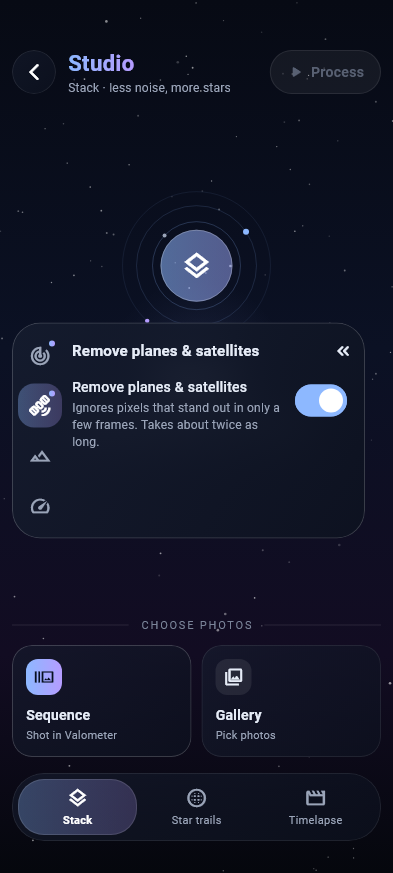 Studio
Stack · less noise, more stars
Process
Remove planes & satellites
Remove planes & satellites
Ignores pixels that stand out in only a
few frames. Takes about twice as
long.
CHOOSE PHOTOS
Sequence
Shot in Valometer
Gallery
Pick photos
Stack
Star trails
Timelapse